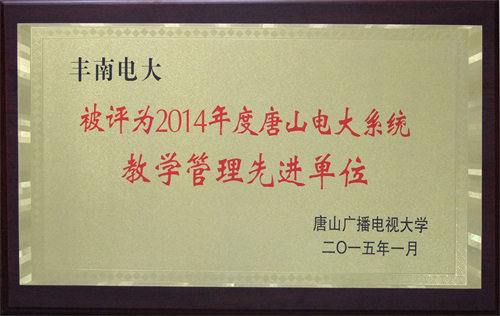 丰南电大
被评为2014年度唐山电大系统
教学管理先进单位
唐山广播电视大学
二〇一五年一月